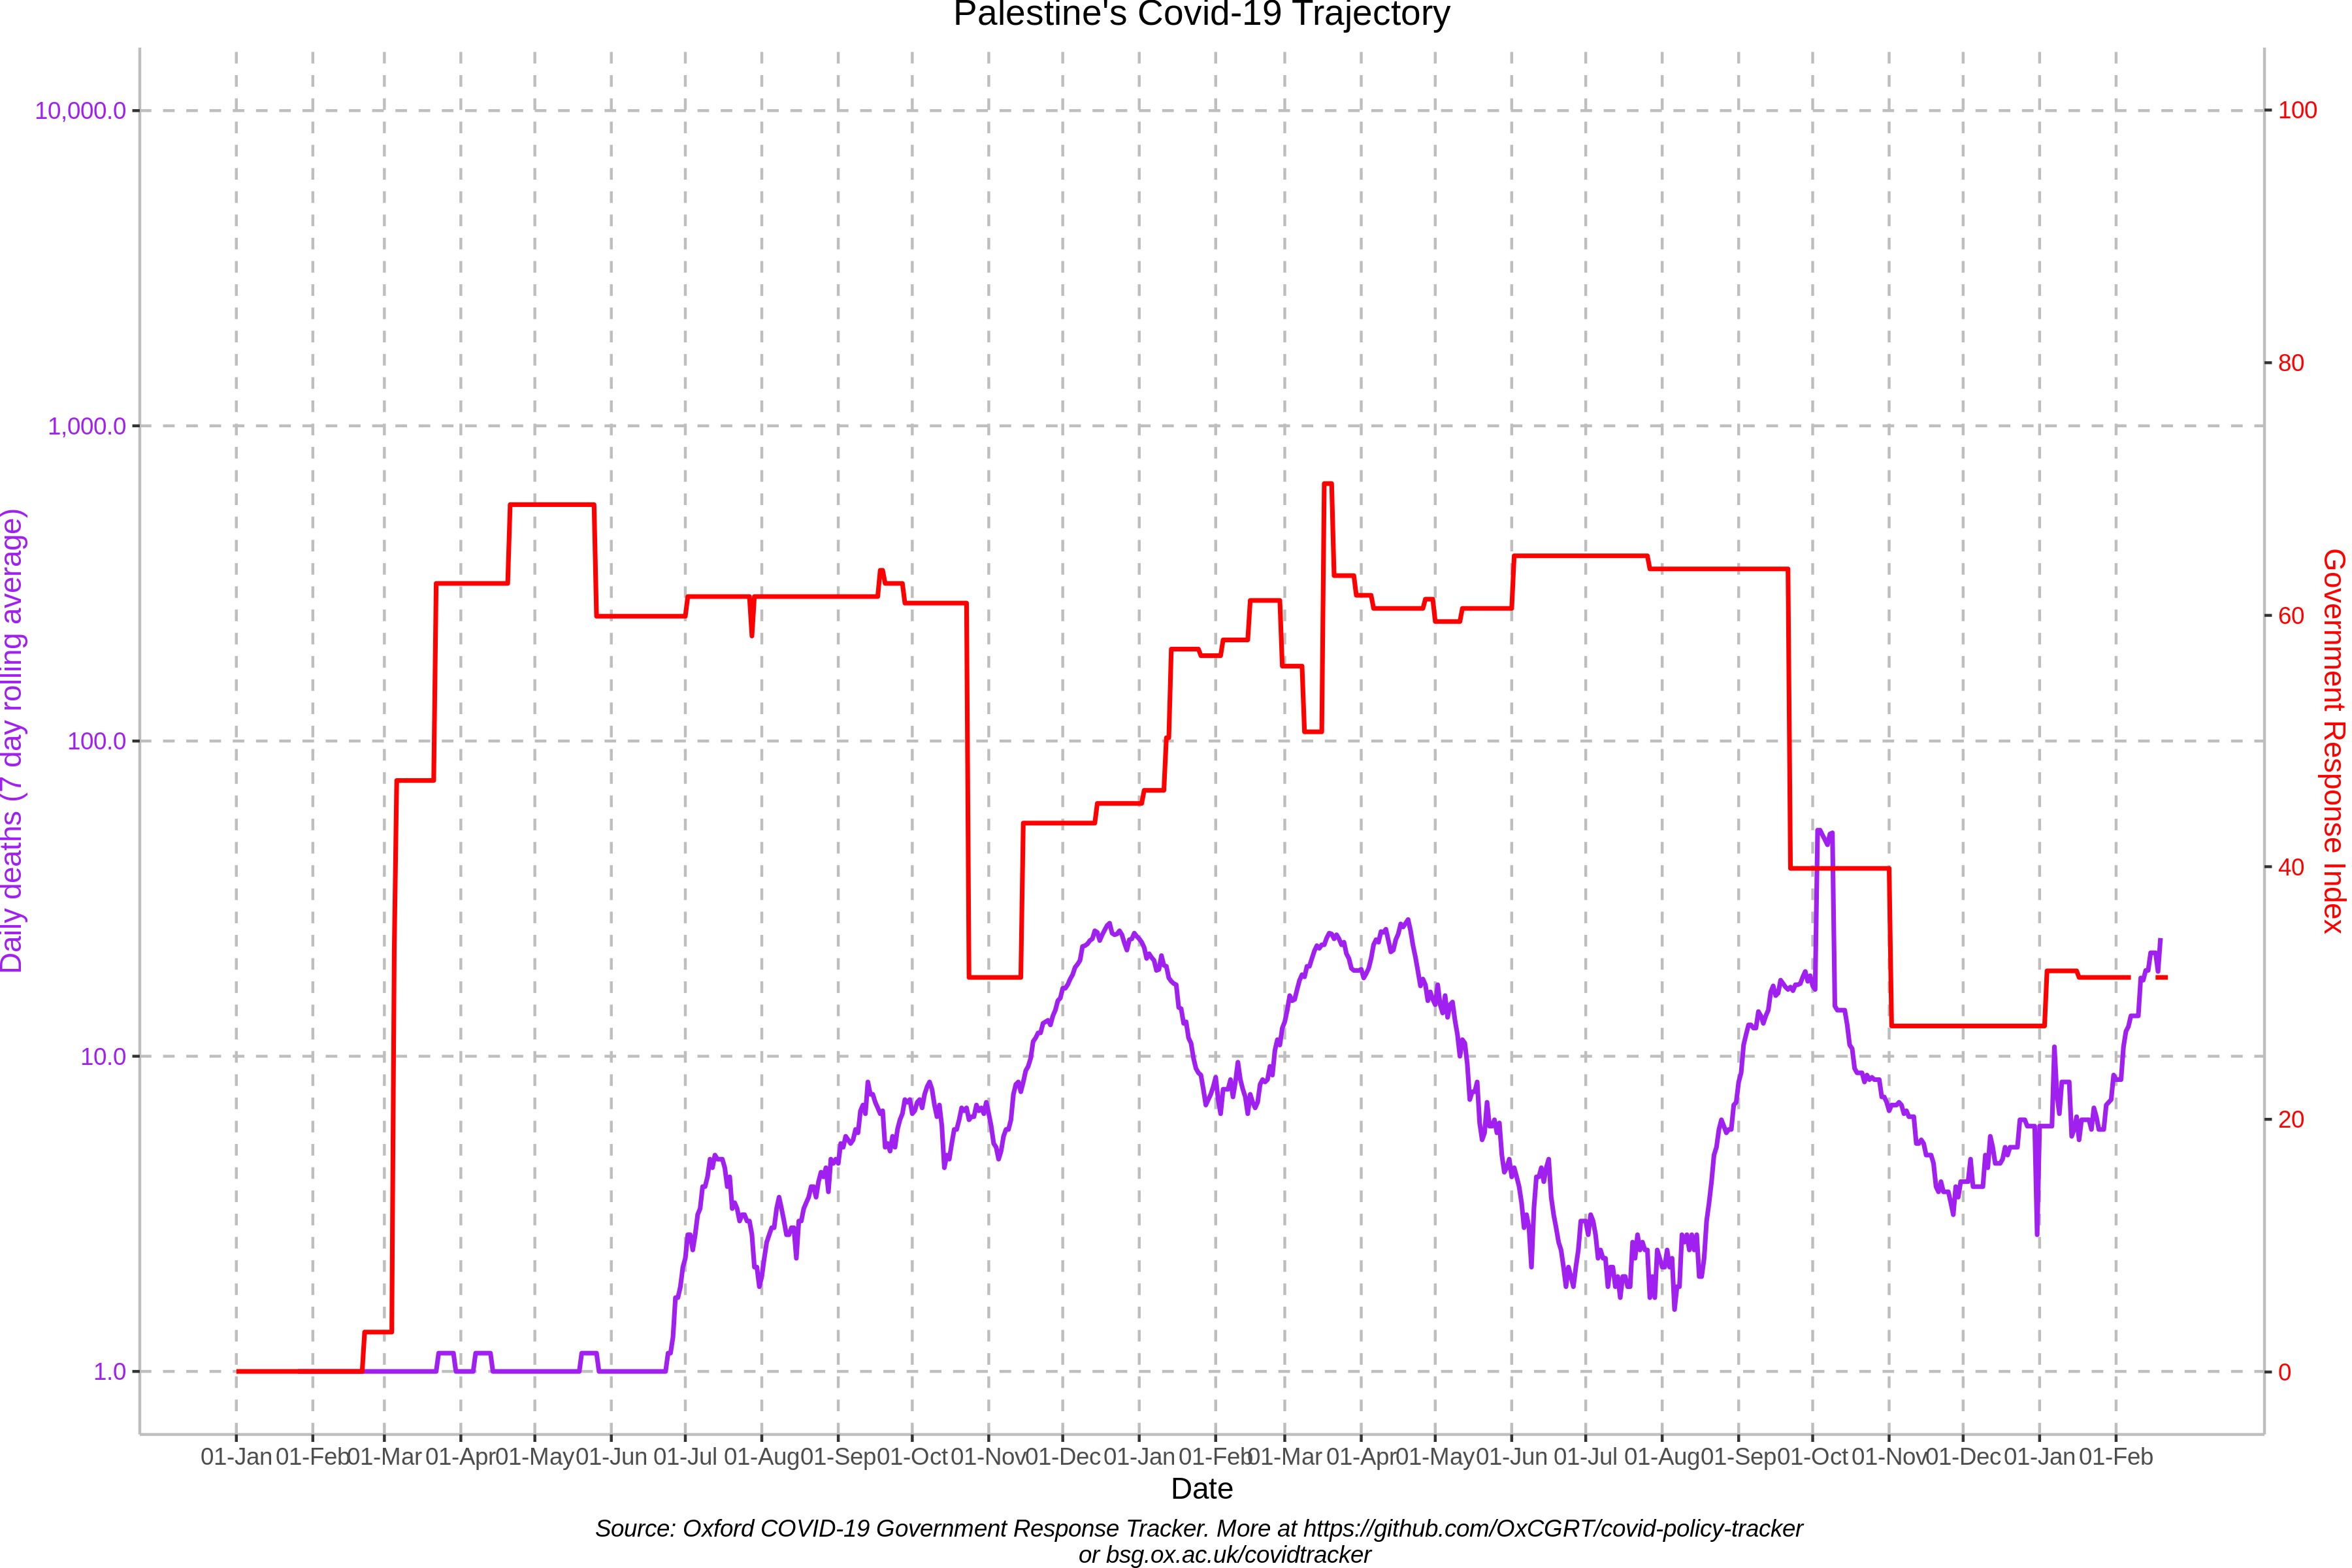 Palestine's Covid-19 Trajectory
10,000.0
1,000.0
100.0
10.0
1.0
Daily deaths (7 day rolling average)
100
80
60
40
20
0
Government Response Index
01-Jan 01-Feb 01-Mar 01-Apr 01-May 01-Jun 01-Jul 01-Aug 01-Sep 01-Oct 01-Nov 01-Dec 01-Jan 01-Feb 01-Mar 01-Apr 01-May 01-Jun 01-Jul 01-Aug 01-Sep 01-Oct 01-Nov 01-Dec 01-Jan 01-Feb
Date
Source: Oxford COVID-19 Government Response Tracker. More at https://github.com/OxCGRT/covid-policy-tracker
or bsg.ox.ac.uk/covidtracker